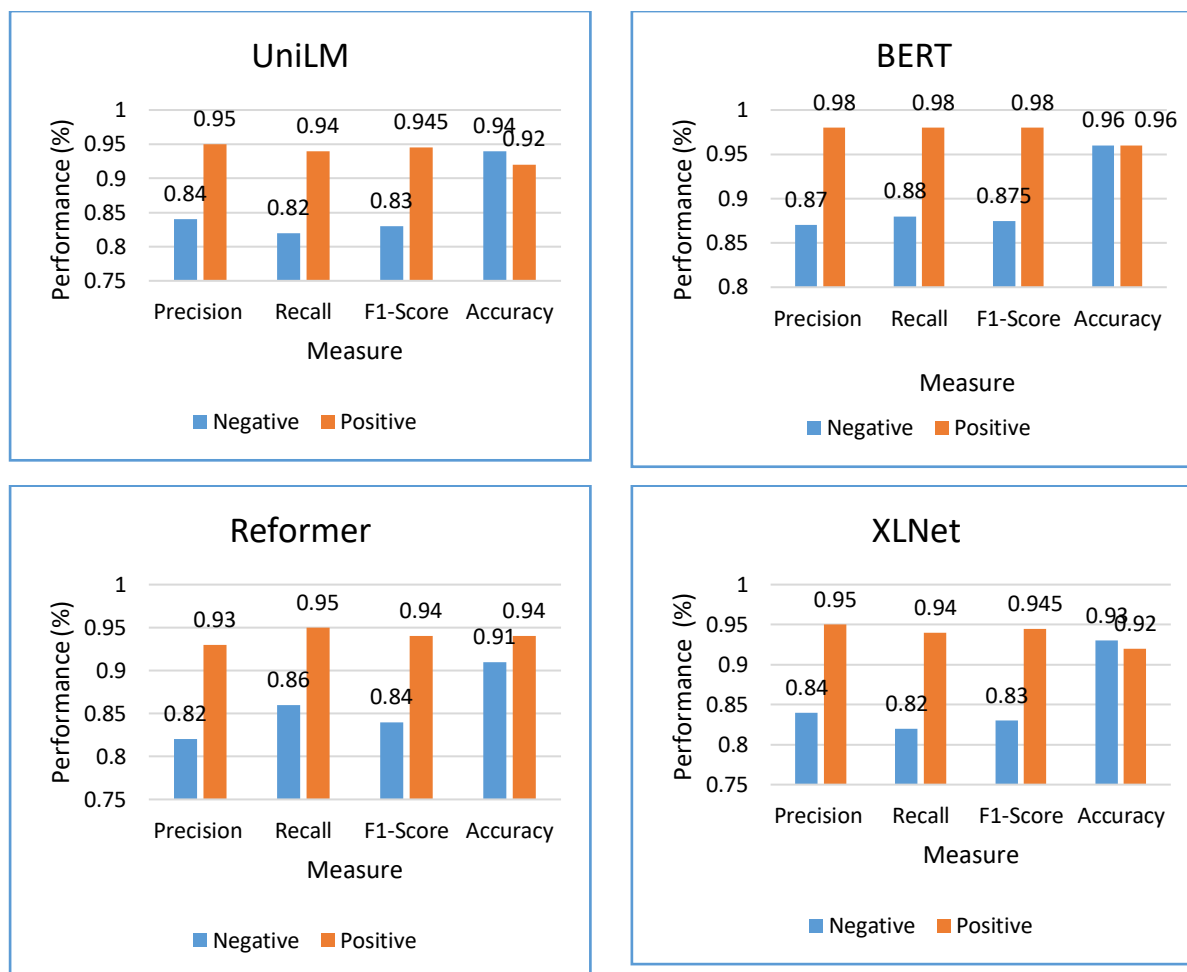 UniLM
Performance (%)
1
0.95
0.9
0.85
0.8
0.75
0.84
0.95
0.82
0.94
0.83
0.945
0.94
0.92
Precision
Recall
F1-Score
Accuracy
Measure
Negative
Positive
BERT
Performance (%)
1
0.95
0.9
0.85
0.8
0.87
0.98
0.88
0.98
0.875
0.98
0.96
0.96
Precision
Recall
F1-Score
Accuracy
Measure
Negative
Positive
Reformer
Performance (%)
1
0.95
0.9
0.85
0.8
0.75
0.82
0.93
0.86
0.95
0.84
0.94
0.91
0.94
Precision
Recall
F1-Score
Accuracy
Measure
Negative
Positive
XLNet
Performance (%)
1
0.95
0.9
0.85
0.8
0.75
0.84
0.95
0.82
0.94
0.83
0.945
0.93
0.92
Precision
Recall
F1-Score
Accuracy
Measure
Negative
Positive